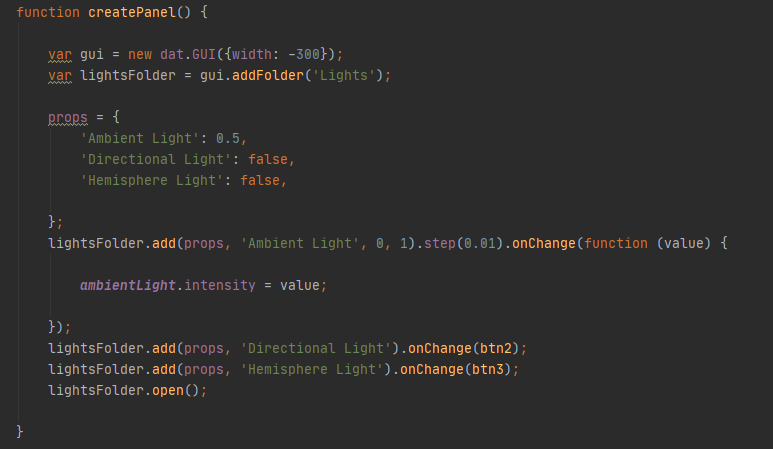 function createPanel() {
var gui = new dat.GUI({width: -300});
var lightsFolder = gui.addFolder('Lights');
props = {
'Ambient Light': 0.5,
'Directional Light': false,
'Hemisphere Light': false,
};
lightsFolder.add(props, 'Ambient Light', 0, 1).step(0.01).onChange(function (value) {
ambientLight.intensity = value;
});
lightsFolder.add(props, 'Directional Light').onChange(btn2);
lightsFolder.add(props, 'Hemisphere Light').onChange(btn3);
lightsFolder.open();
}